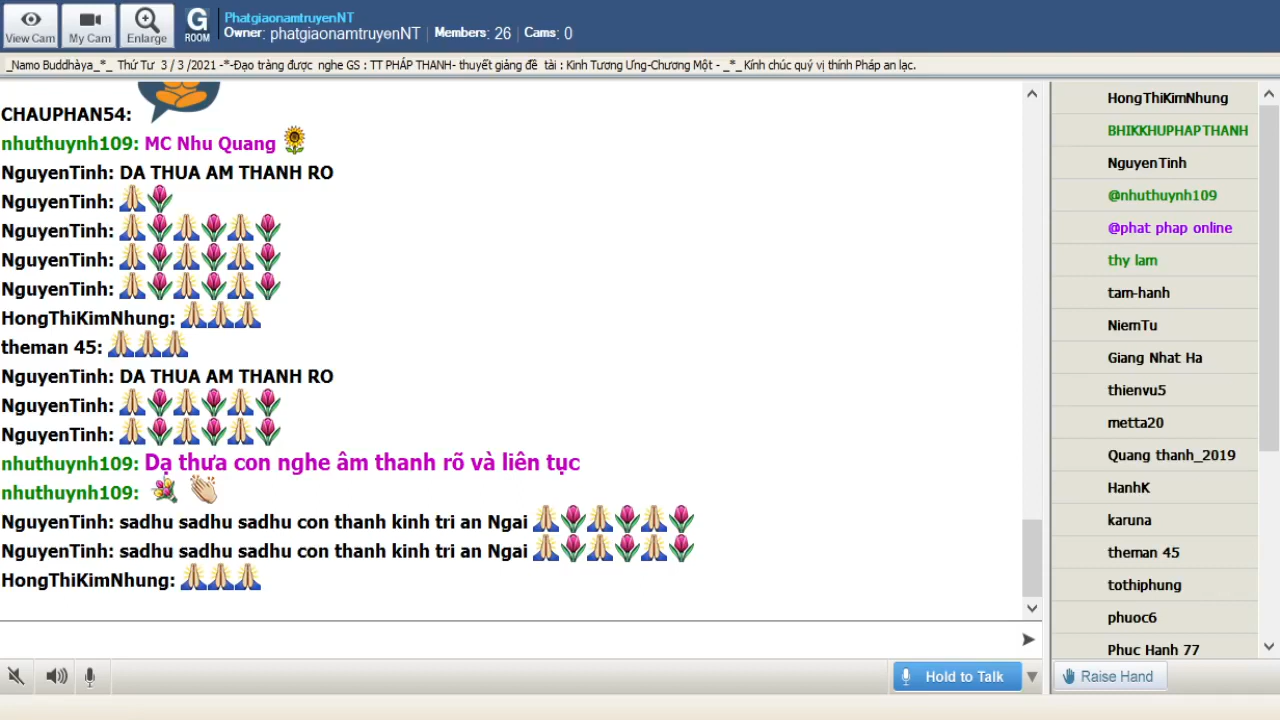 View Cam
My Cam
Enlarge
G
ROOM
PhatgiaonamtruyenNT
Owner: phatgiaonamtruyenNT | Members: 26 | Cams: 0
_Namo Buddhàya_*_ Thứ Tư 3 / 3 /2021 -*-Đạo tràng được nghe GS : TT PHÁP THANH- thuyết giảng đề tài : Kinh Tương Ưng-Chương Một - _*_ Kính chúc quý vị thính Pháp an lạc.
CHAUPHAN54:
nhuthuynh109: MC Nhu Quang 🌻
NguyenTinh: DA THUA AM THANH RO
NguyenTinh: 🙏🌷
NguyenTinh: 🙏🌷🙏🌷🙏🌷
NguyenTinh: 🙏🌷🙏🌷🙏🌷
NguyenTinh: 🙏🌷🙏🌷🙏🌷
HongThiKimNhung: 🙏🙏🙏
theman 45: 🙏🙏🙏
NguyenTinh: DA THUA AM THANH RO
NguyenTinh: 🙏🌷🙏🌷🙏🌷
NguyenTinh: 🙏🌷🙏🌷🙏🌷
nhuthuynh109: Dạ thưa con nghe âm thanh rõ và liên tục
nhuthuynh109: 💐 👏
NguyenTinh: sadhu sadhu sadhu con thanh kinh tri an Ngai 🙏🌷🙏🌷🙏🌷
NguyenTinh: sadhu sadhu sadhu con thanh kinh tri an Ngai 🙏🌷🙏🌷🙏🌷
HongThiKimNhung: 🙏🙏🙏
Hold to Talk
HongThiKimNhung
BHIKKHUPHAPTHANH
NguyenTinh
@nhuthuynh109
@phat phap online
thy lam
tam-hanh
NiemTu
Giang Nhat Ha
thienvu5
metta20
Quang thanh_2019
HanhK
karuna
theman 45
tothiphung
phuoc6
Phuc Hanh 77
Raise Hand